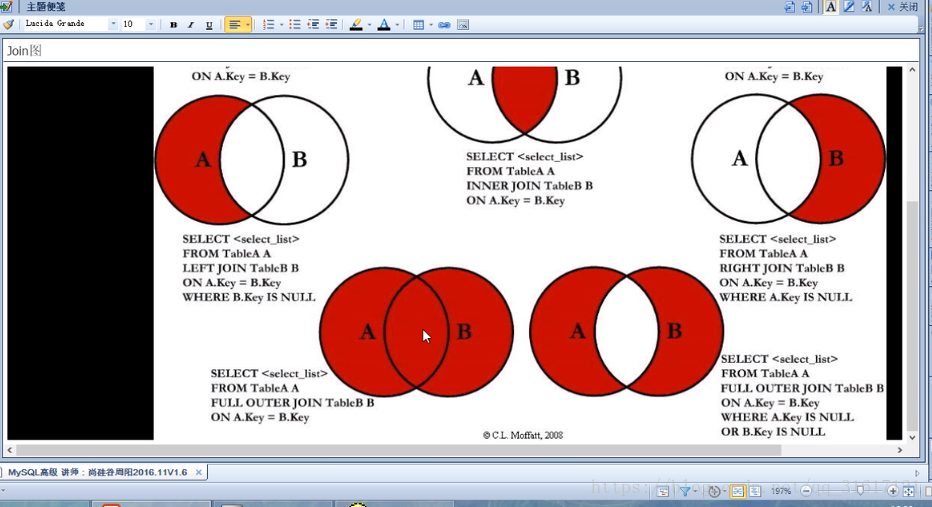 主题便笺
关闭
Lucida Grande
10
B I U
A
Join图
ON A.Key = B.Key
A B
ON A.Key = B.Key
A B
SELECT <select_list>
FROM TableA A
INNER JOIN TableB B
ON A.Key = B.Key
A B
SELECT <select_list>
FROM TableA A
LEFT JOIN TableB B
ON A.Key = B.Key
WHERE B.Key IS NULL
SELECT <select_list>
FROM TableA A
RIGHT JOIN TableB B
ON A.Key = B.Key
WHERE A.Key IS NULL
A B
A B
SELECT <select_list>
FROM TableA A
FULL OUTER JOIN TableB B
ON A.Key = B.Key
SELECT <select_list>
FROM TableA A
FULL OUTER JOIN TableB B
ON A.Key = B.Key
WHERE A.Key IS NULL
OR B.Key IS NULL
© C.L. Moffatt, 2008
MySQL高级 讲师：尚硅谷周阳2016.11V1.6
197%